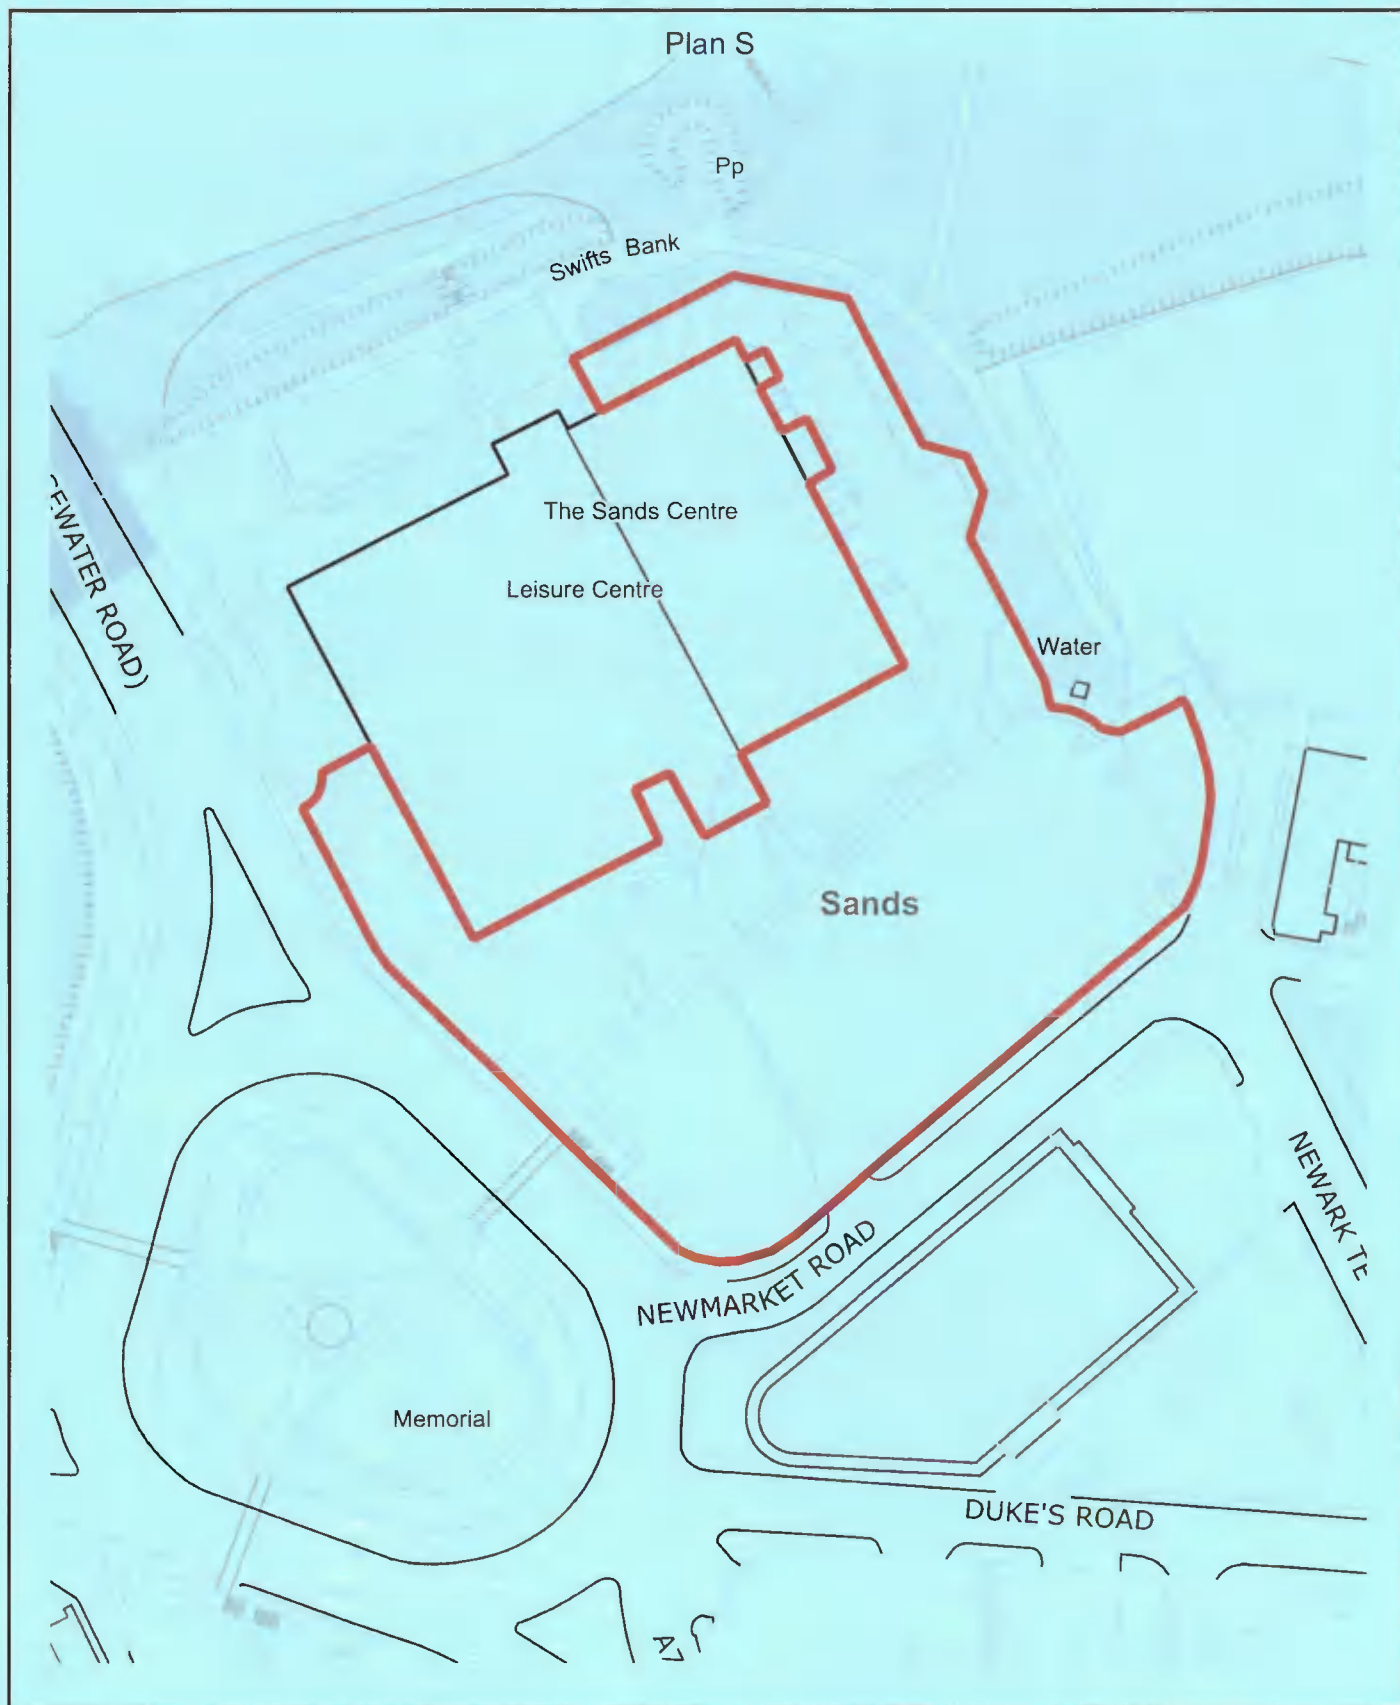 Plan S
Pp
Swifts Bank
The Sands Centre
EWATER ROAD)
Leisure Centre
Water
Sands
NEWMARKET ROAD
NEWARK TE
Memorial
DUKE'S ROAD
A7